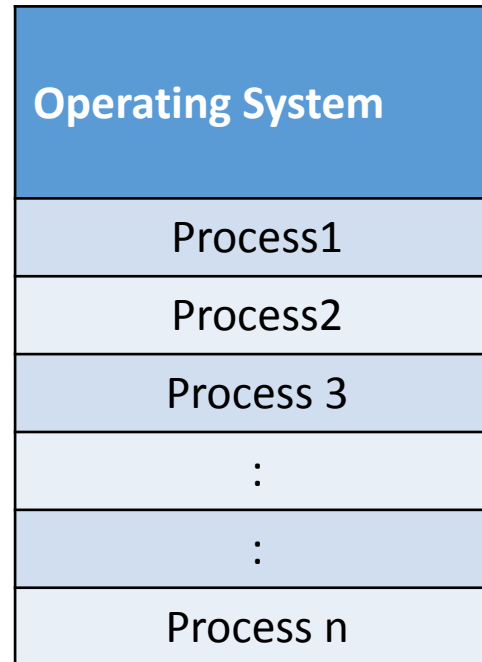 Operating System
Process1
Process2
Process 3
:
:
Process n